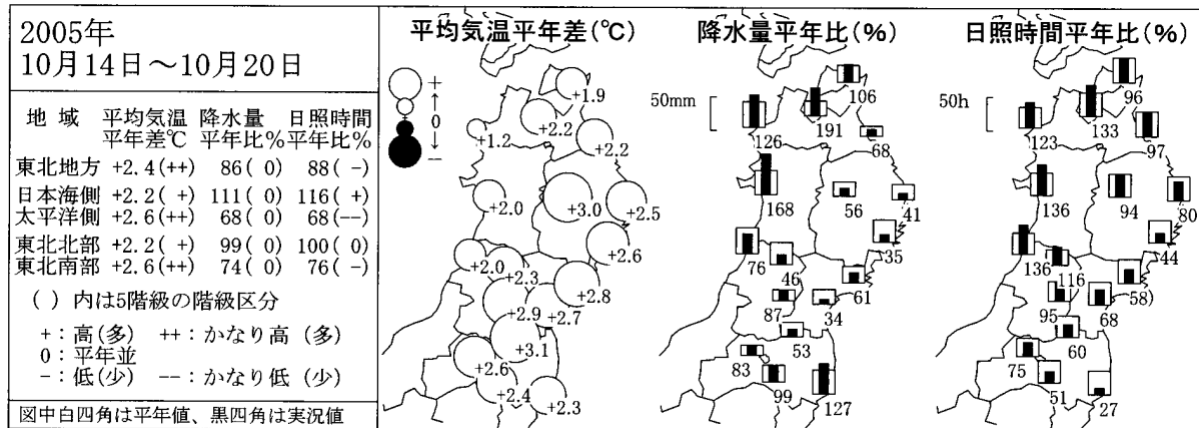 2005年
10月14日～10月20日
地 域 平均気温 降水量 日照時間
平年差℃ 平年比% 平年比%
東北地方 +2.4(++) 86( 0) 88( -)
日本海側 +2.2( +) 111( 0) 116( +)
太平洋側 +2.6(++) 68( 0) 68(--)
東北北部 +2.2( +) 99( 0) 100( 0)
東北南部 +2.6(++) 74( 0) 76( -)
( ) 内は5階級の階級区分
+：高(多) ++：かなり高 (多)
0：平年並
-：低(少) --：かなり低 (少)
図中白四角は平年値、黒四角は実況値
平均気温平年差(℃)
+
↑
0
↓
-
+1.9
+2.2
+1.2
+2.2
+2.0
+3.0
+2.5
+2.6
+2.0
+2.3
+2.8
+2.9
+2.7
+3.1
+2.6
+2.4
+2.3
降水量平年比(%)
50mm
106
191
126
68
168
56
41
35
76
46
61
87
34
53
83
99
127
日照時間平年比(%)
50h
96
133
123
97
136
94
80
44
136
116
58)
95
68
60
75
51
27